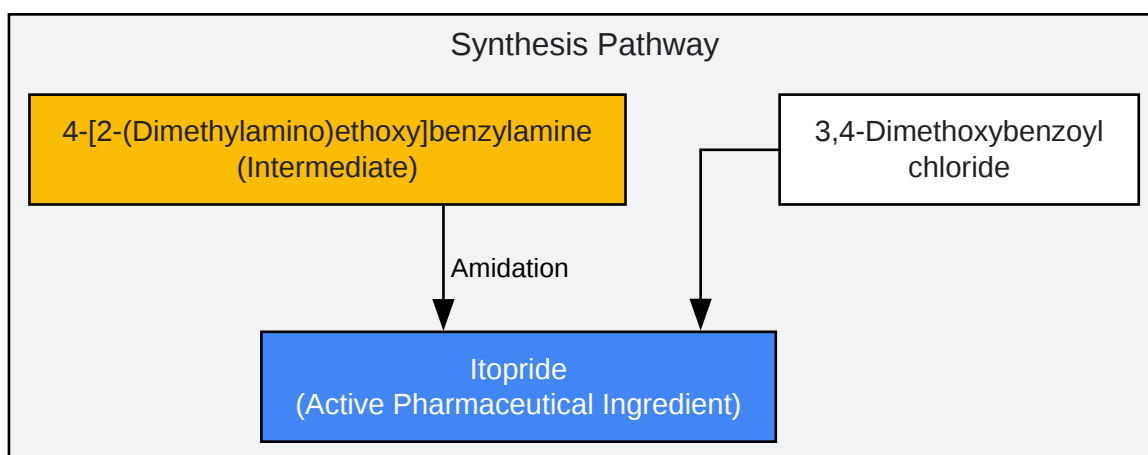 Synthesis Pathway
4-[2-(Dimethylamino)ethoxy]benzylamine
(Intermediate)
3,4-Dimethoxybenzoyl
chloride
Amidation
Itopride
(Active Pharmaceutical Ingredient)